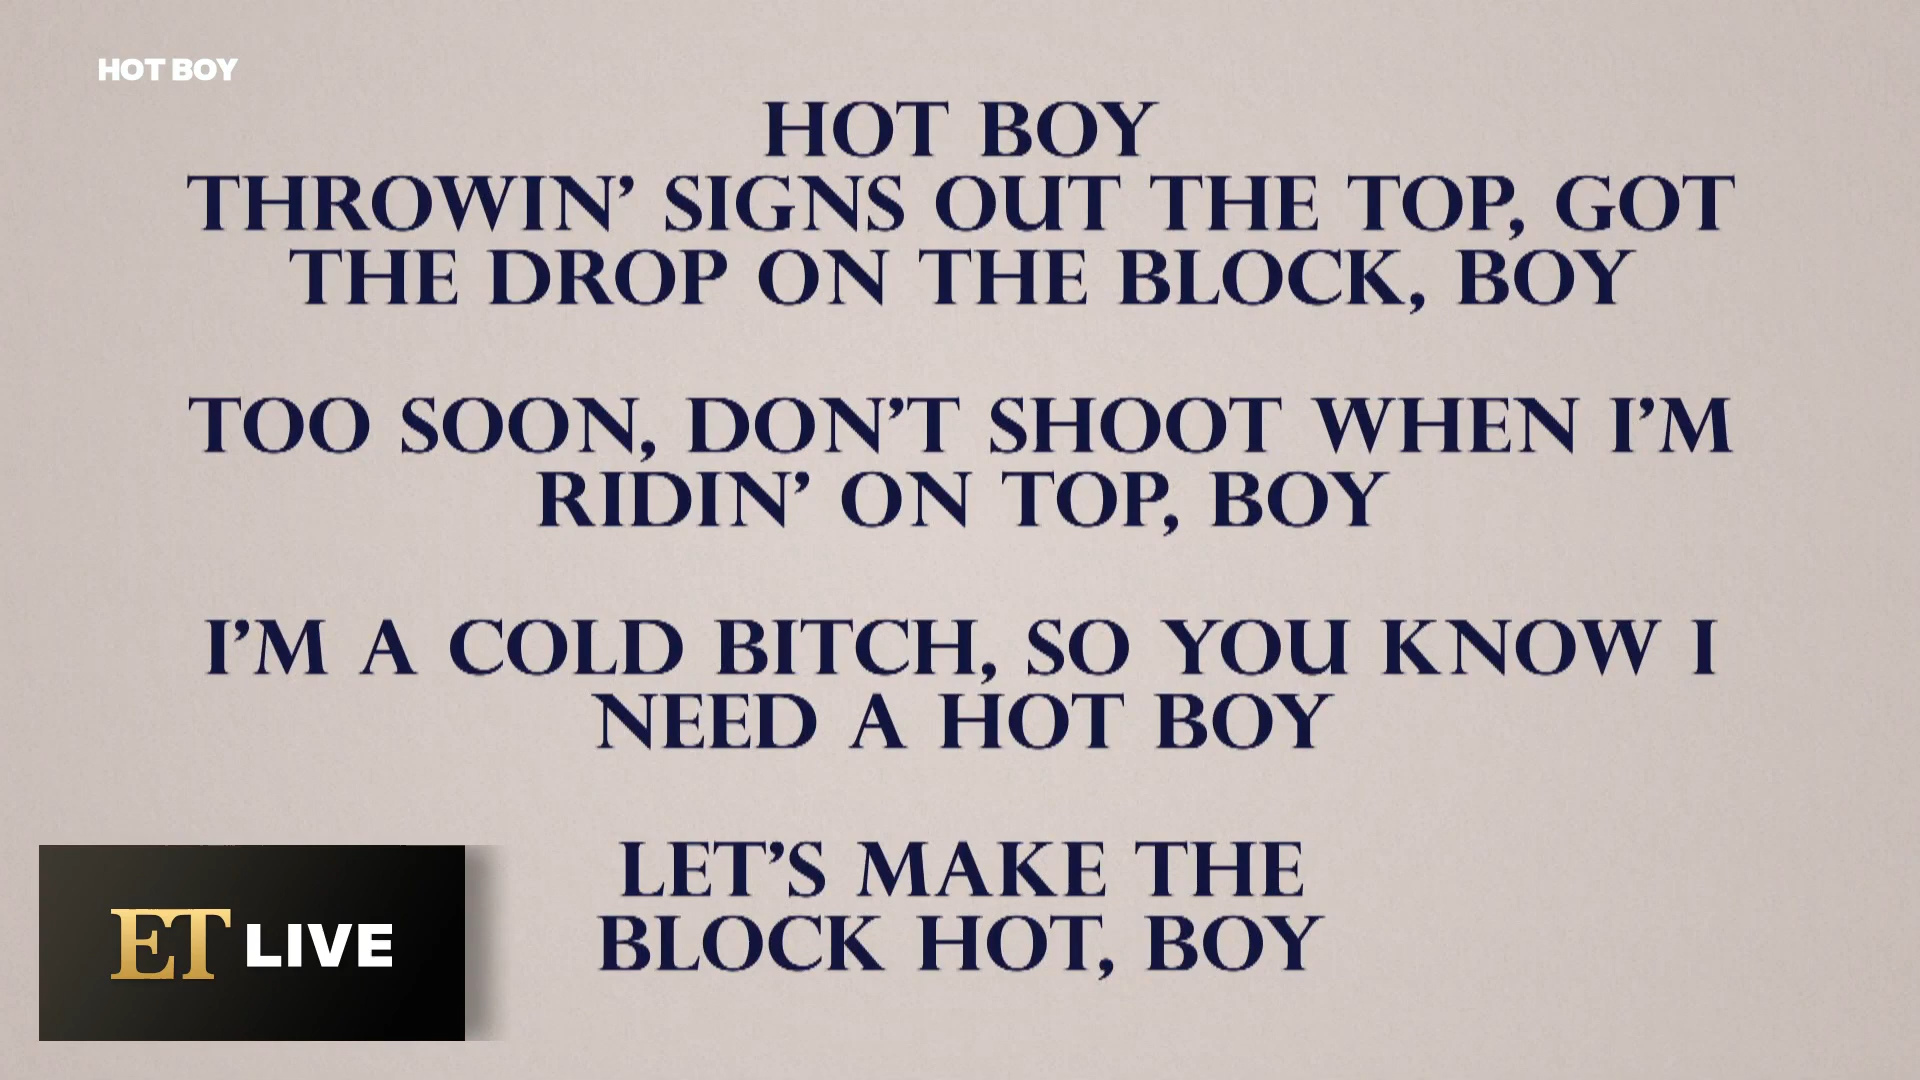 HOT BOY
HOT BOY
THROWIN’ SIGNS OUT THE TOP, GOT
THE DROP ON THE BLOCK, BOY
TOO SOON, DON’T SHOOT WHEN I’M
RIDIN’ ON TOP, BOY
I’M A COLD BITCH, SO YOU KNOW I
NEED A HOT BOY
LET’S MAKE THE
BLOCK HOT, BOY
ET LIVE